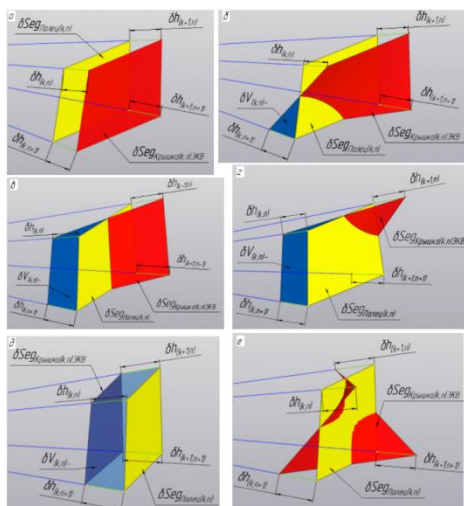 а
δSeg_Палец(k,n)
δh_(k+1,n)
δh_(k,n)
δh_(k+1,n+1)
δh_(k,n+1)
δSeg_Крышка(k,n)ЭКВ
б
δh_(k+1,n)
δh_(k,n)
δV_(k,n)-
δh_(k+1,n+1)
δh_(k,n+1)
δSeg_Палец(k,n)
δSeg_Крышка(k,n)ЭКВ
в
δh_(k+1,n)
δh_(k,n)
δV_(k,n)-
δh_(k,n+1)
δSeg_Палец(k,n)
δSeg_Крышка(k,n)ЭКВ
г
δh_(k+1,n)
δh_(k,n)
δSeg_Крышка(k,n)ЭКВ
δV_(k,n)-
δh_(k+1,n+1)
δh_(k,n+1)
δSeg_Палец(k,n)
д
δSeg_Крышка(k,n)ЭКВ
δh_(k+1,n)
δh_(k,n)
δV_(k,n)-
δh_(k+1,n+1)
δh_(k,n+1)
δSeg_Палец(k,n)
е
δh_(k+1,n)
δSeg_Крышка(k,n)ЭКВ
δh_(k,n)
δh_(k+1,n+1)
δh_(k,n+1)
δSeg_Палец(k,n)